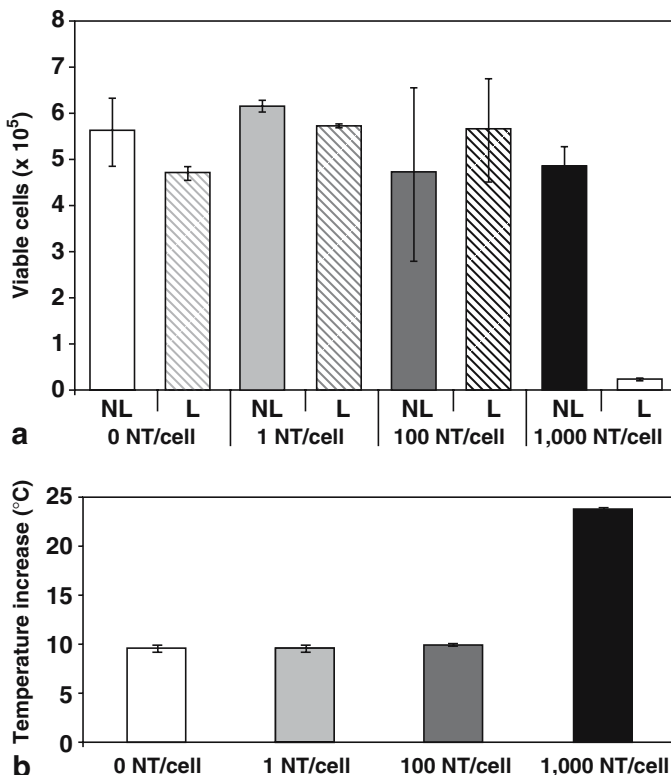 Viable cells (x 10⁵)
8
7
6
5
4
3
2
1
0
NL L NL L NL L NL L
0 NT/cell 1 NT/cell 100 NT/cell 1,000 NT/cell
a
Temperature increase (°C)
25
20
15
10
5
0
0 NT/cell 1 NT/cell 100 NT/cell 1,000 NT/cell
b